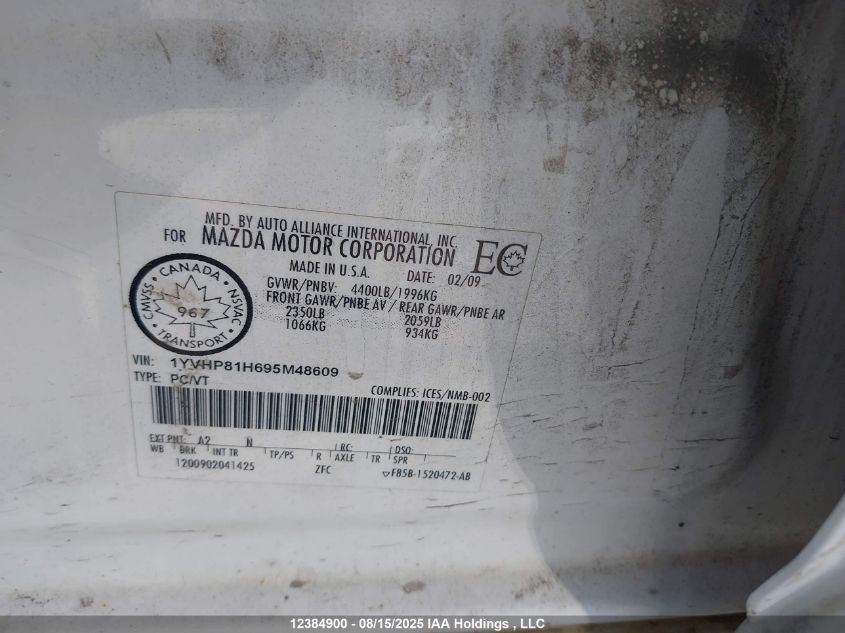 MFD. BY AUTO ALLIANCE INTERNATIONAL, INC.
FOR MAZDA MOTOR CORPORATION
EC
MADE IN U.S.A. DATE: 02/09
GVWR/PNBV: 4400LB/1996KG
FRONT GAWR/PNBE AV / REAR GAWR/PNBE AR
2350LB 2059LB
1066KG 934KG
CANADA
CMVSS • NSVAC
967
TRANSPORT
VIN: 1YVHP81H695M48609
TYPE: PC/VT
COMPLIES: ICES/NMB-002
EXT PNT: A2 N RC: DSO:
WB BRK INT TR TP/PS R AXLE TR SPR
1200902041425 ZFC F85B-1520472-AB
12384900 - 08/15/2025 IAA Holdings , LLC